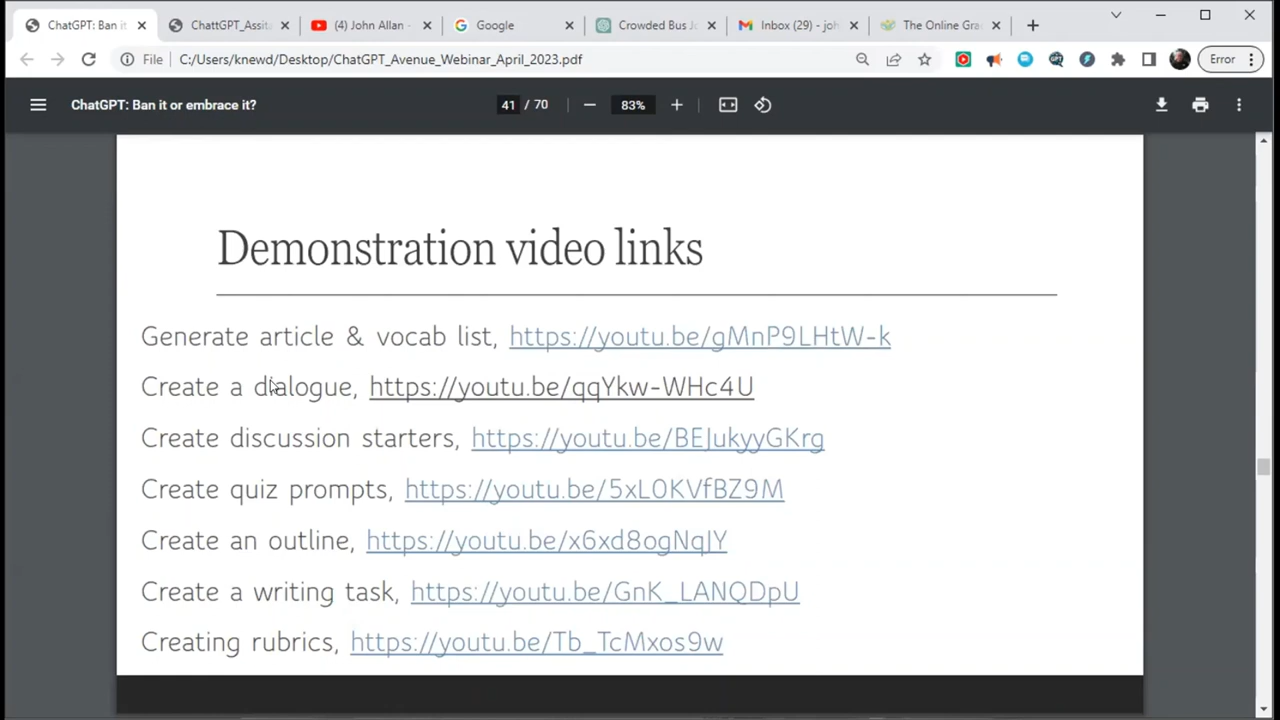 ChatGPT: Ban it
ChattGPT_Assita
(4) John Allan -
Google
Crowded Bus Jo
Inbox (29) - joh
The Online Gra
File
C:/Users/knewd/Desktop/ChatGPT_Avenue_Webinar_April_2023.pdf
Error
ChatGPT: Ban it or embrace it?
41 / 70
83%
Demonstration video links
Generate article & vocab list, https://youtu.be/gMnP9LHtW-k
Create a dialogue, https://youtu.be/qqYkw-WHc4U
Create discussion starters, https://youtu.be/BEJukyyGKrg
Create quiz prompts, https://youtu.be/5xL0KVfBZ9M
Create an outline, https://youtu.be/x6xd8ogNqJY
Create a writing task, https://youtu.be/GnK_LANQDpU
Creating rubrics, https://youtu.be/Tb_TcMxos9w